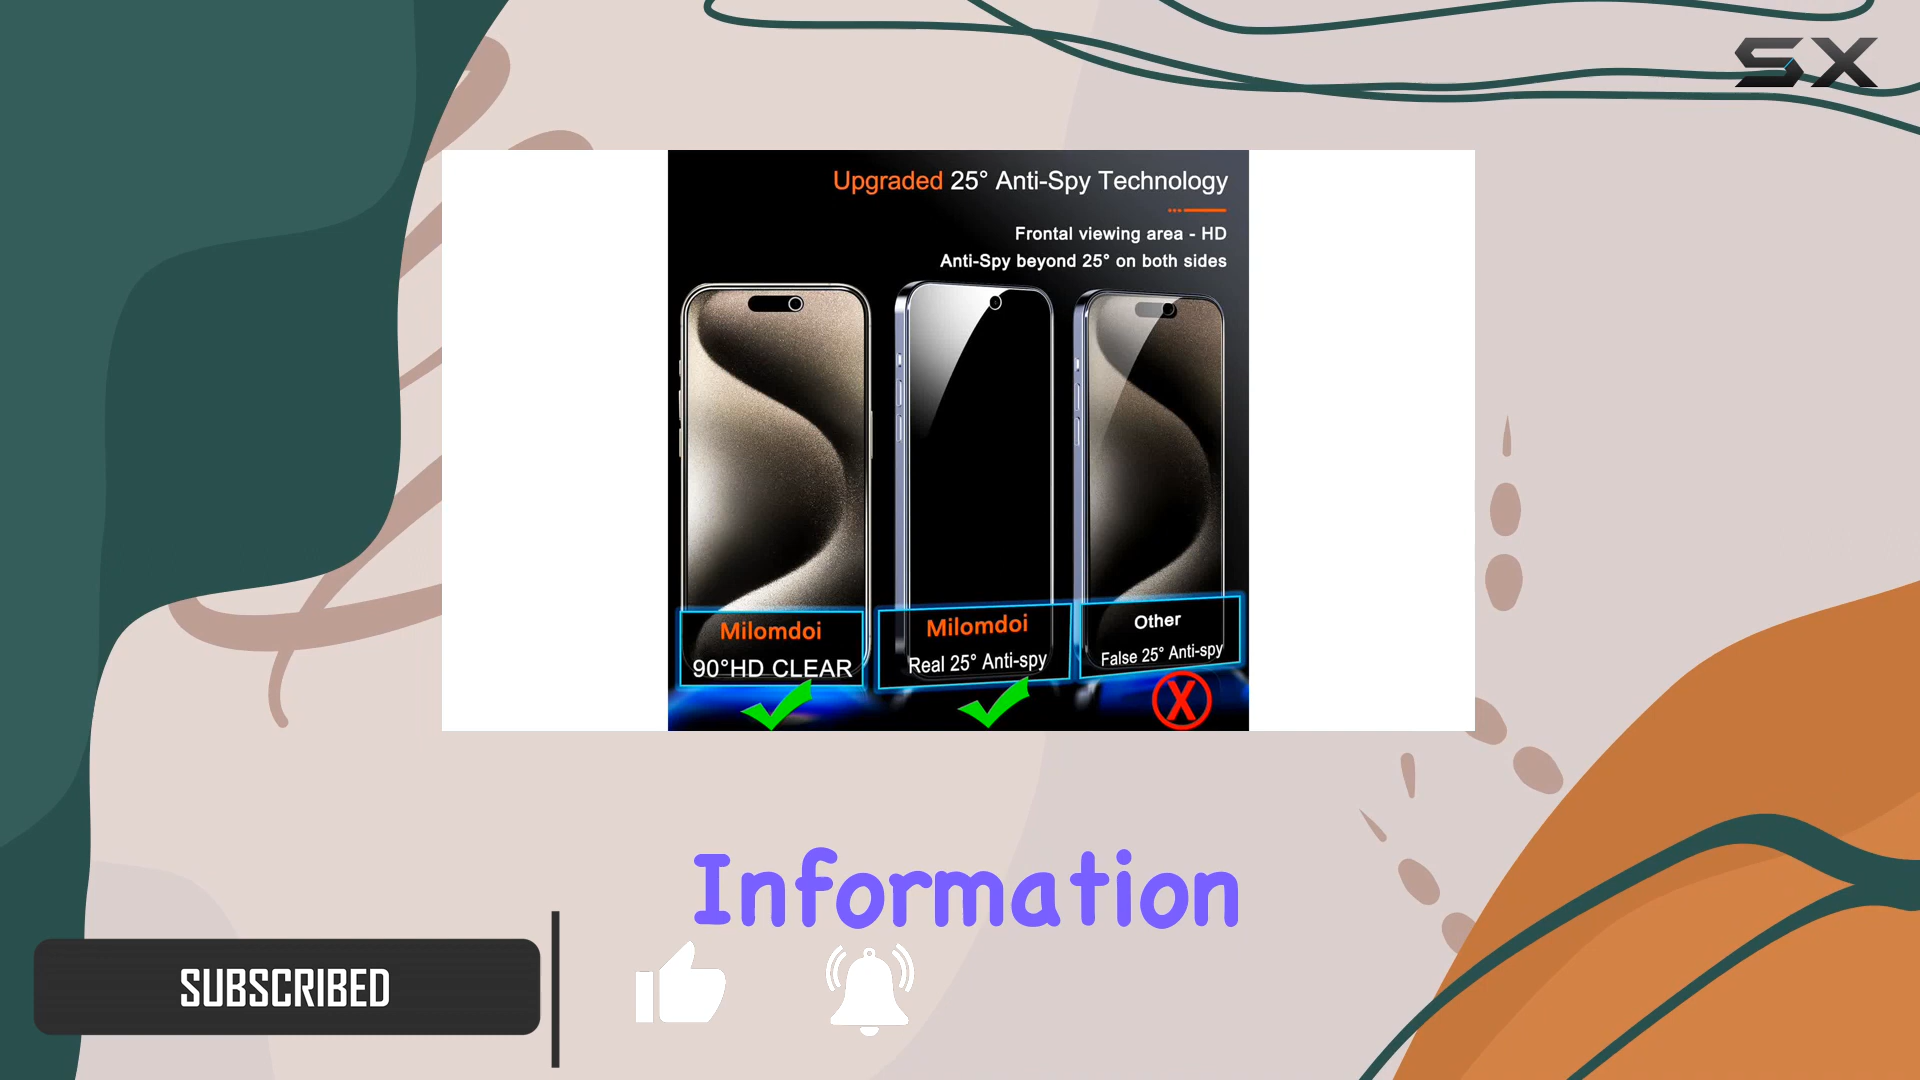 SX
Upgraded 25° Anti-Spy Technology
Frontal viewing area - HD
Anti-Spy beyond 25° on both sides
Milomdoi
90°HD CLEAR
Milomdoi
Real 25° Anti-spy
Other
False 25° Anti-spy
X
Information
SUBSCRIBED